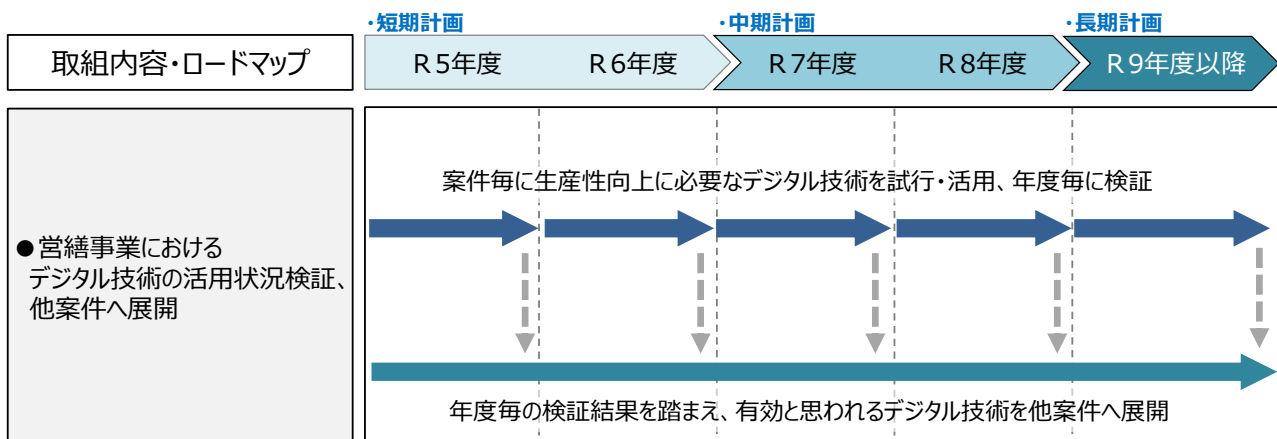 ・短期計画
・中期計画
・長期計画
取組内容・ロードマップ
R5年度
R6年度
R7年度
R8年度
R9年度以降
案件毎に生産性向上に必要なデジタル技術を試行・活用、年度毎に検証
●営繕事業における
デジタル技術の活用状況検証、
他案件へ展開
年度毎の検証結果を踏まえ、有効と思われるデジタル技術を他案件へ展開